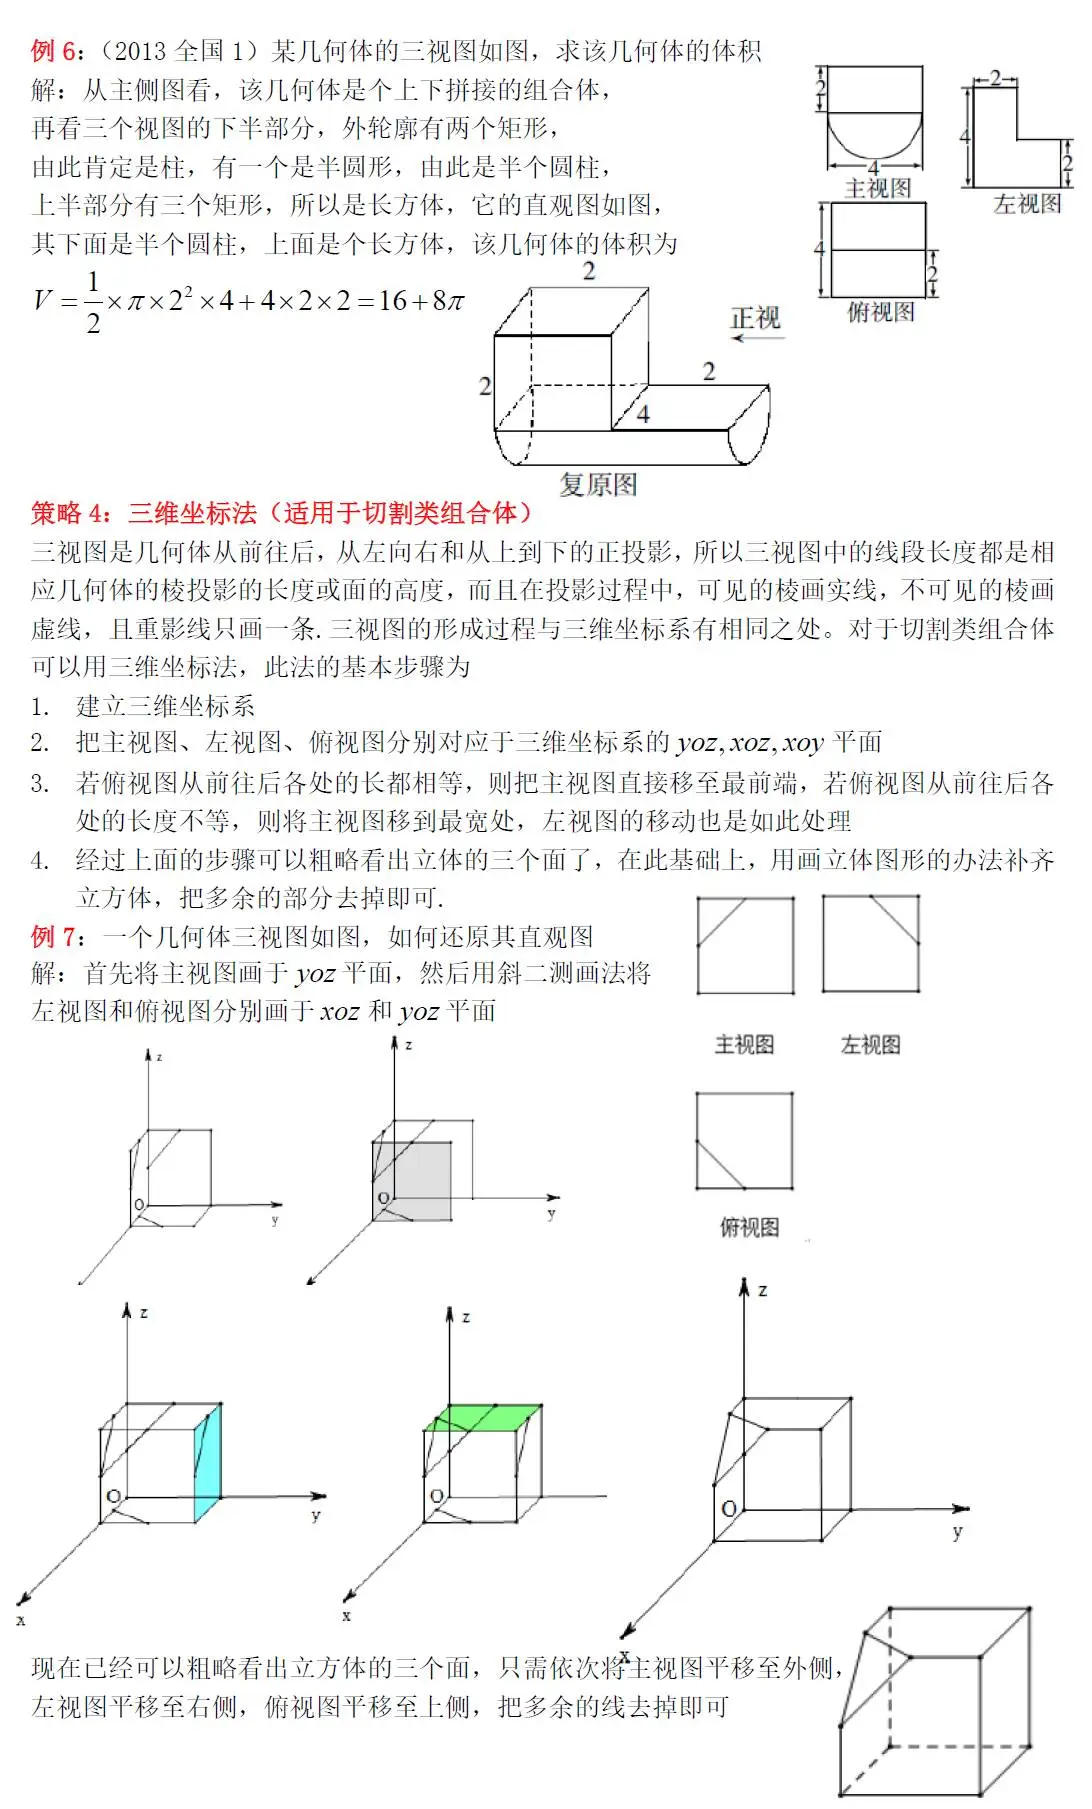 例6：（2013 全国 1）某几何体的三视图如图，求该几何体的体积
解：从主侧图看，该几何体是个上下拼接的组合体，
再看三个视图的下半部分，外轮廓有两个矩形，
由此肯定是柱，有一个是半圆形，由此是半个圆柱，
上半部分有三个矩形，所以是长方体，它的直观图如图，
其下面是半个圆柱，上面是个长方体，该几何体的体积为
V = 1/2 × π × 2² × 4 + 4 × 2 × 2 = 16 + 8π
2
4
主视图
2
4
2
左视图
4
2
俯视图
2
正视
2
2
4
复原图
策略 4：三维坐标法（适用于切割类组合体）
三视图是几何体从前往后，从左向右和从上到下的正投影，所以三视图中的线段长度都是相
应几何体的棱投影的长度或面的高度，而且在投影过程中，可见的棱画实线，不可见的棱画
虚线，且重影线只画一条. 三视图的形成过程与三维坐标系有相同之处。对于切割类组合体
可以用三维坐标法，此法的基本步骤为
1. 建立三维坐标系
2. 把主视图、左视图、俯视图分别对应于三维坐标系的 yoz, xoz, xoy 平面
3. 若俯视图从前往后各处的长都相等，则把主视图直接移至最前端，若俯视图从前往后各
处的长度不等，则将主视图移到最宽处，左视图的移动也是如此处理
4. 经过上面的步骤可以粗略看出立体的三个面了，在此基础上，用画立体图形的办法补齐
立方体，把多余的部分去掉即可.
例7：一个几何体三视图如图，如何还原其直观图
解：首先将主视图画于 yoz 平面，然后用斜二测画法将
左视图和俯视图分别画于 xoz 和 yoz 平面
主视图
左视图
俯视图
z
O
y
z
O
y
z
O
y
x
z
O
x
z
O
y
x
现在已经可以粗略看出立方体的三个面，只需依次将主视图平移至外侧，
左视图平移至右侧，俯视图平移至上侧，把多余的线去掉即可